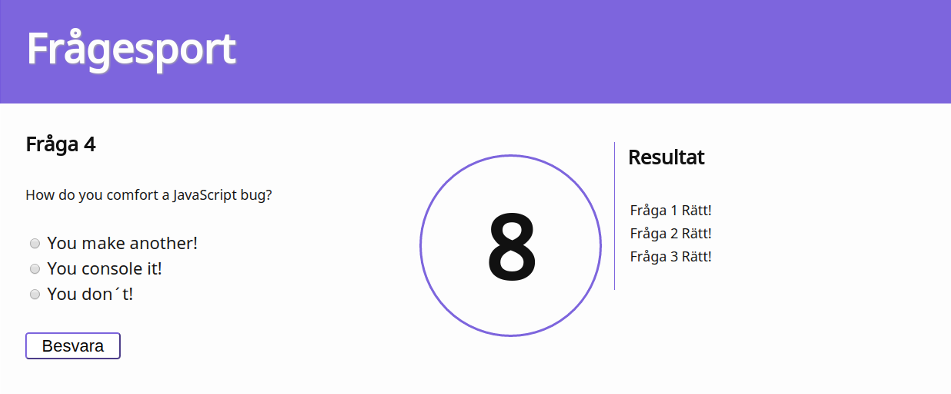 Frågesport
Fråga 4
How do you comfort a JavaScript bug?
You make another!
You console it!
You don´t!
Besvara
8
Resultat
Fråga 1 Rätt!
Fråga 2 Rätt!
Fråga 3 Rätt!